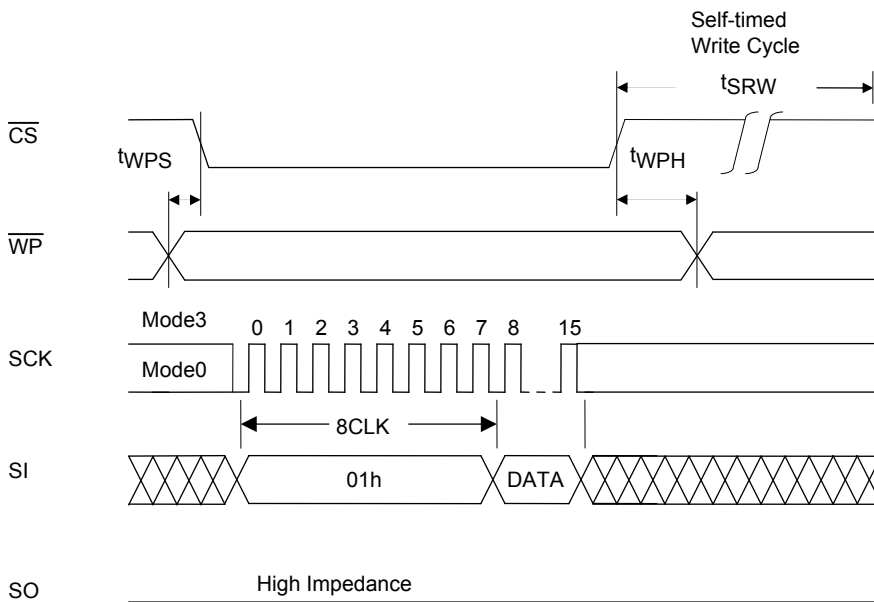 Self-timed
Write Cycle
tSRW
CS
tWPS
tWPH
WP
Mode3
0 1 2 3 4 5 6 7 8 15
SCK
Mode0
8CLK
SI
01h
DATA
High Impedance
SO